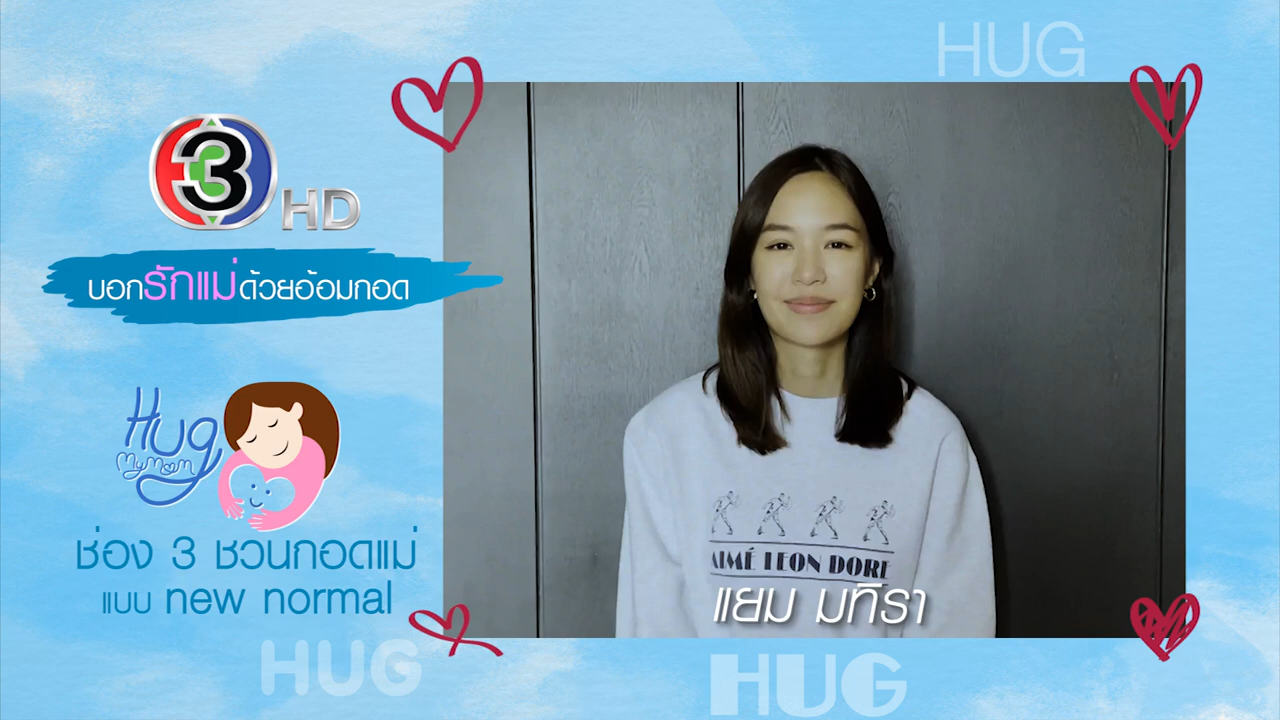 HUG
3 HD
บอกรักแม่ด้วยอ้อมกอด
Hug
My Mom
ช่อง 3 ชวนกอดแม่
แบบ new normal
AIMÉ LEON DORE
แยม มทิรา
HUG
HUG